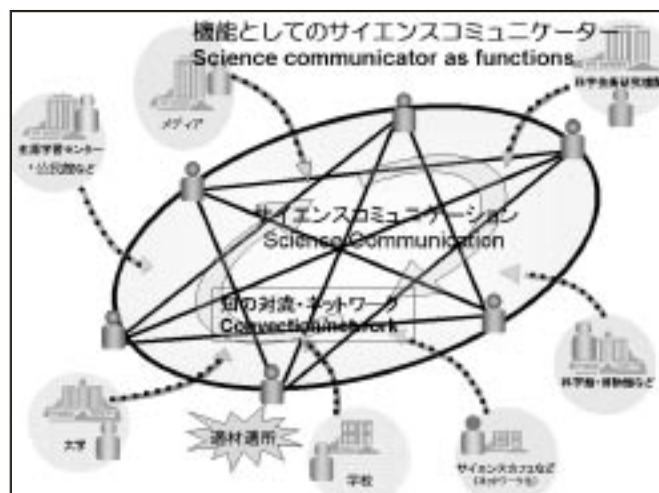 機能としてのサイエンスコミュニケーター
Science communicator as functions
メディア
科学技術研究機関
生涯学習センター
・公民館など
サイエンスコミュニケーション
Science Communication
知の対流・ネットワーク
Convection/network
科学館・博物館など
大学
適材適所
学校
サイエンスカフェなど
(ネットワーク化)